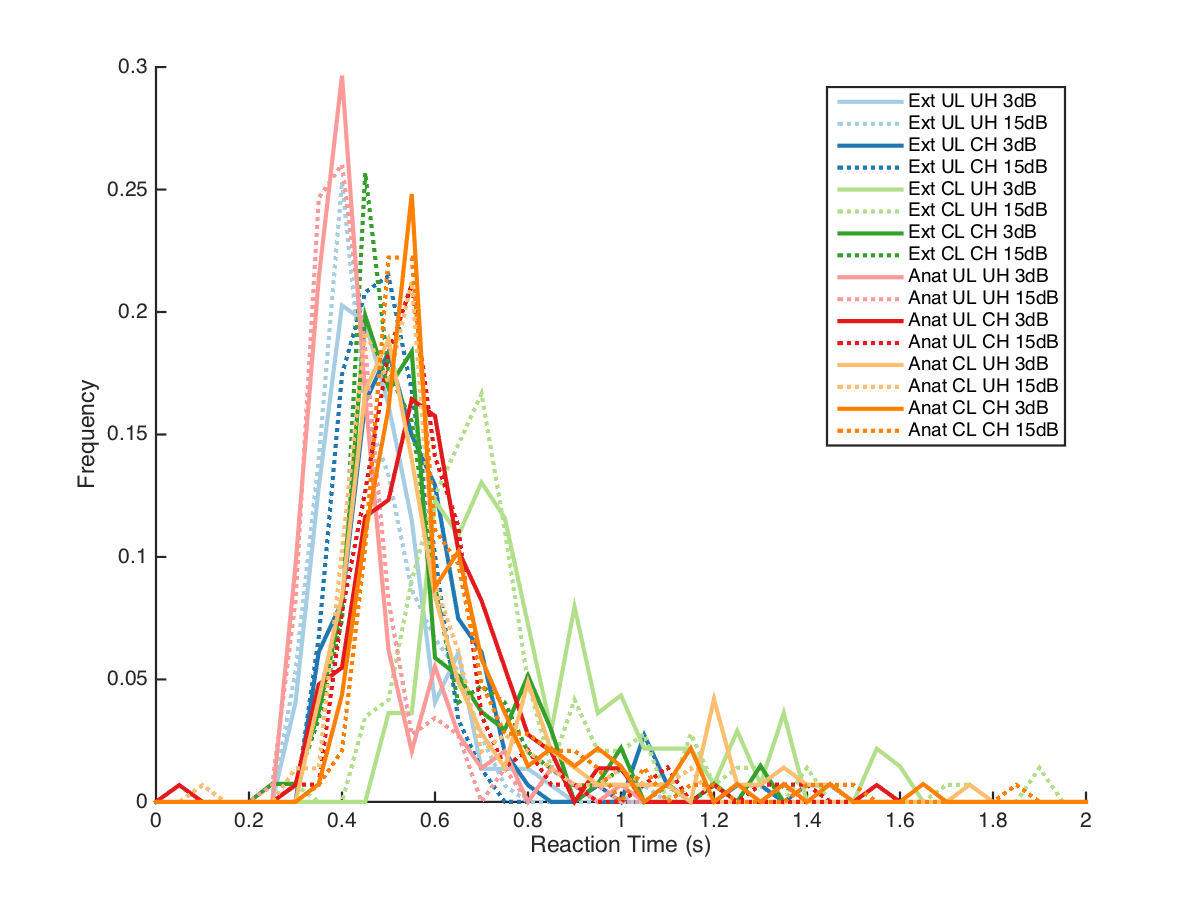 0.3
0.25
0.2
0.15
0.1
0.05
0
Frequency
0 0.2 0.4 0.6 0.8 1 1.2 1.4 1.6 1.8 2
Reaction Time (s)
Ext UL UH 3dB
Ext UL UH 15dB
Ext UL CH 3dB
Ext UL CH 15dB
Ext CL UH 3dB
Ext CL UH 15dB
Ext CL CH 3dB
Ext CL CH 15dB
Anat UL UH 3dB
Anat UL UH 15dB
Anat UL CH 3dB
Anat UL CH 15dB
Anat CL UH 3dB
Anat CL UH 15dB
Anat CL CH 3dB
Anat CL CH 15dB